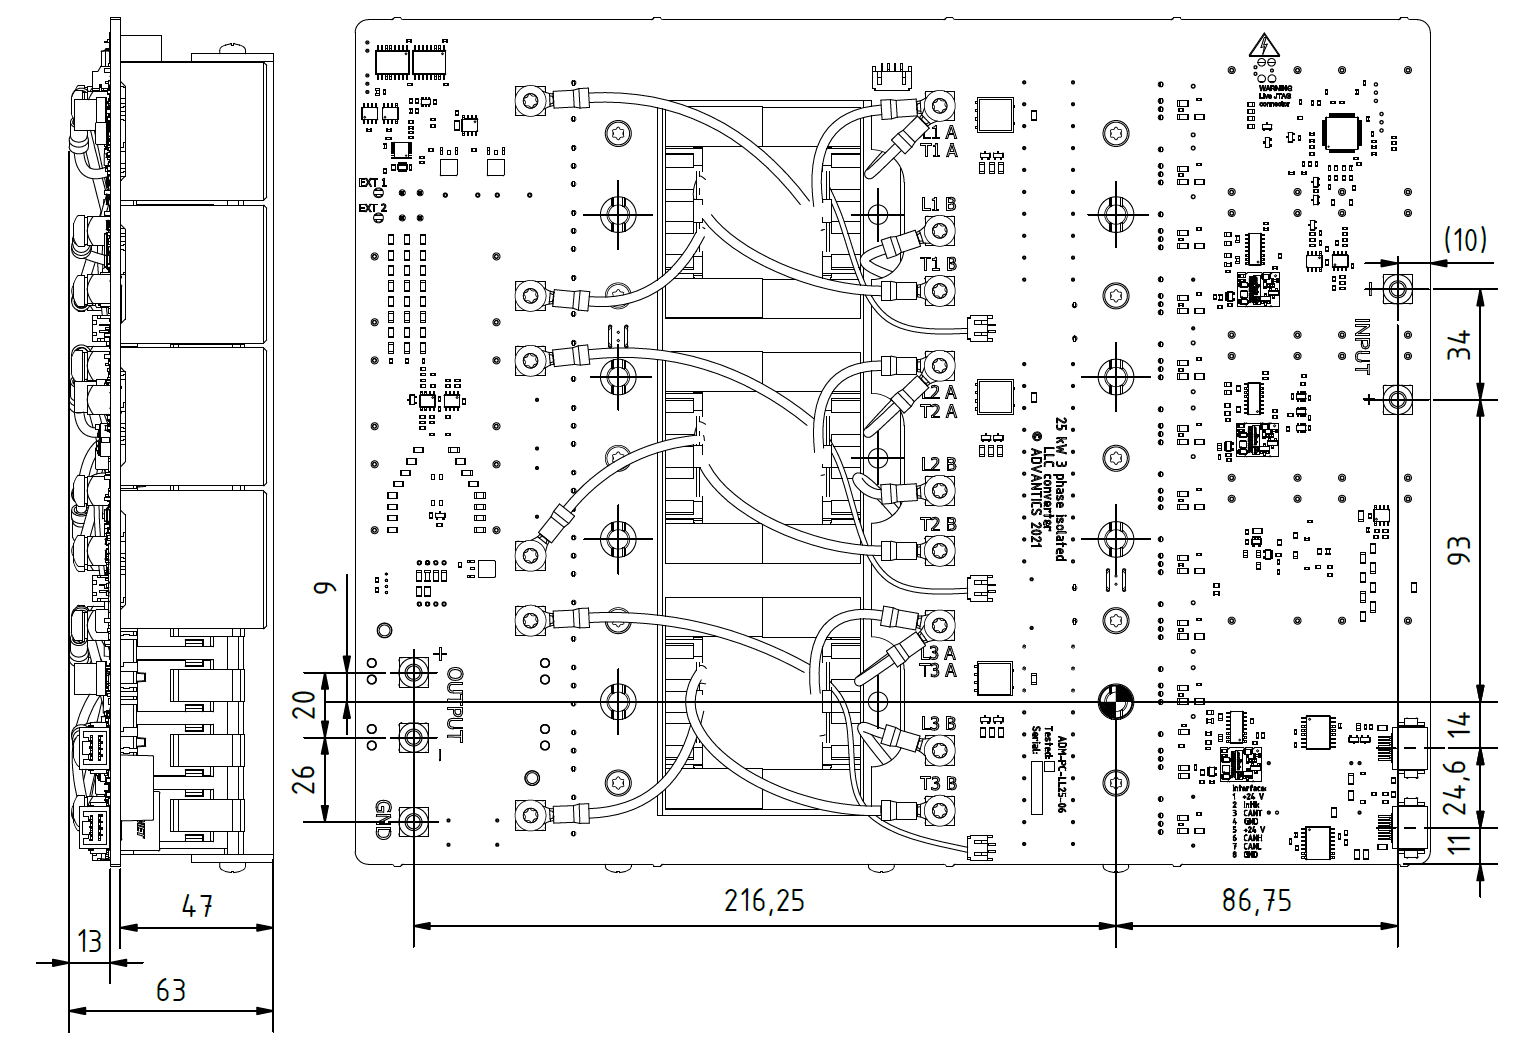 WARNING
Live JTAG
connector
EXT 1
EXT 2
L1 A
T1 A
L1 B
T1 B
(10)
-
INPUT
+
34
L2 A
T2 A
25 kW 3 phase isolated
LLC converter
© ADVANTICS 2021
L2 B
T2 B
93
9
20
26
+
OUTPUT
-
GND
L3 A
T3 A
L3 B
T3 B
ADM-PC-LL25-06
Tested:
Serial:
14
24,6
11
Interface:
1 +24 V
2 InHk
3 CANT
4 GND
5 +24 V
6 CANH
7 CANL
8 GND
47
13
63
216,25
86,75